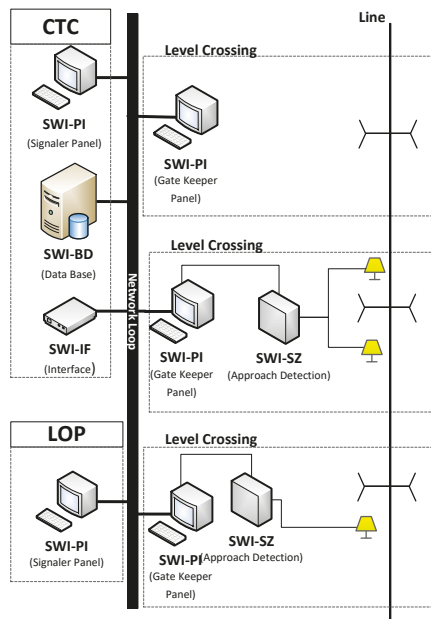 CTC
SWI-PI
(Signaler Panel)
SWI-BD
(Data Base)
SWI-IF
(Interface)
LOP
SWI-PI
(Signaler Panel)
Network Loop
Line
Level Crossing
SWI-PI
(Gate Keeper
Panel)
Level Crossing
SWI-PI
(Gate Keeper
Panel)
SWI-SZ
(Approach Detection)
Level Crossing
SWI-PI
(Gate Keeper
Panel)
SWI-SZ
(Approach Detection)